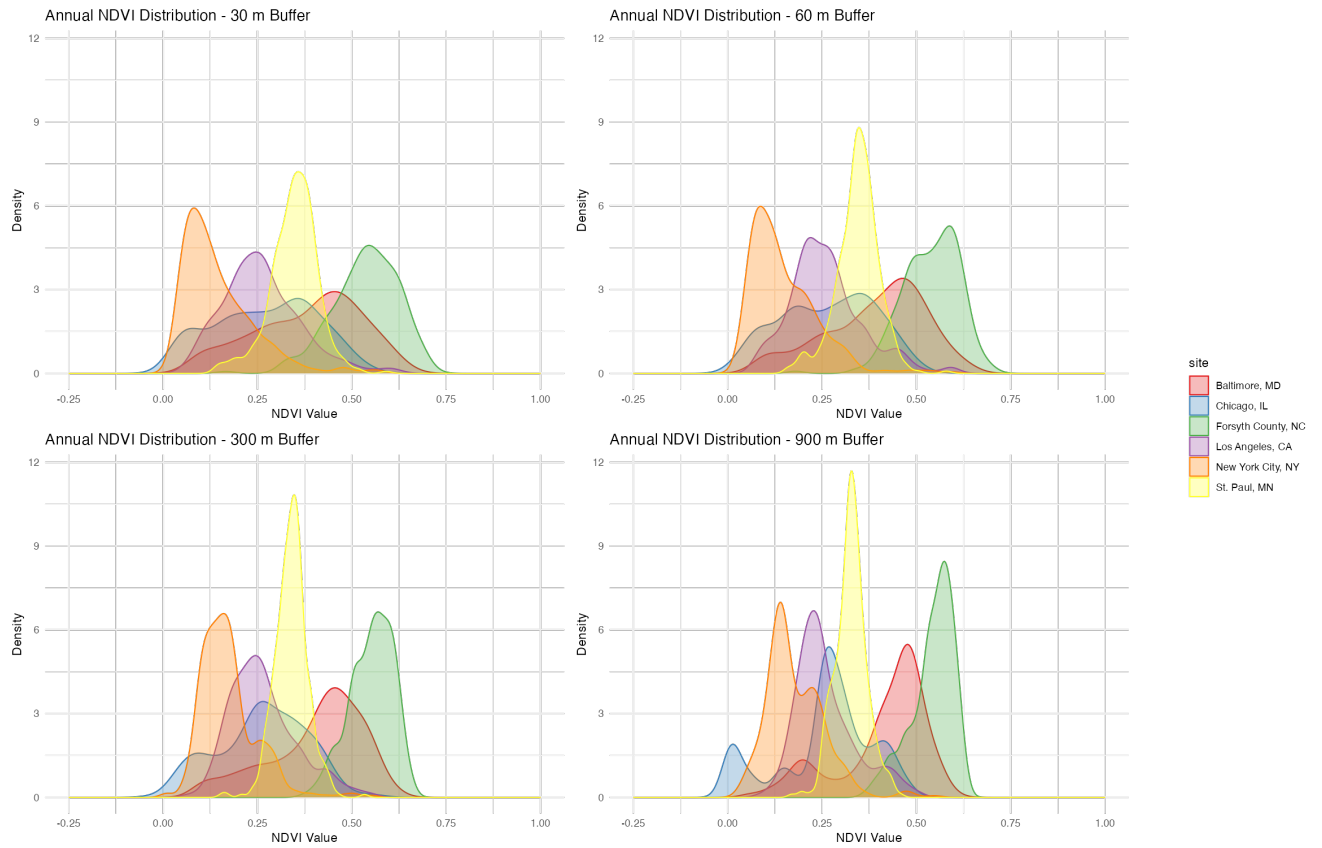 Annual NDVI Distribution - 30 m Buffer
12
9
6
3
0
Density
-0.25 0.00 0.25 0.50 0.75 1.00
NDVI Value
Annual NDVI Distribution - 60 m Buffer
12
9
6
3
0
Density
-0.25 0.00 0.25 0.50 0.75 1.00
NDVI Value
Annual NDVI Distribution - 300 m Buffer
12
9
6
3
0
Density
-0.25 0.00 0.25 0.50 0.75 1.00
NDVI Value
Annual NDVI Distribution - 900 m Buffer
12
9
6
3
0
Density
-0.25 0.00 0.25 0.50 0.75 1.00
NDVI Value
site
Baltimore, MD
Chicago, IL
Forsyth County, NC
Los Angeles, CA
New York City, NY
St. Paul, MN